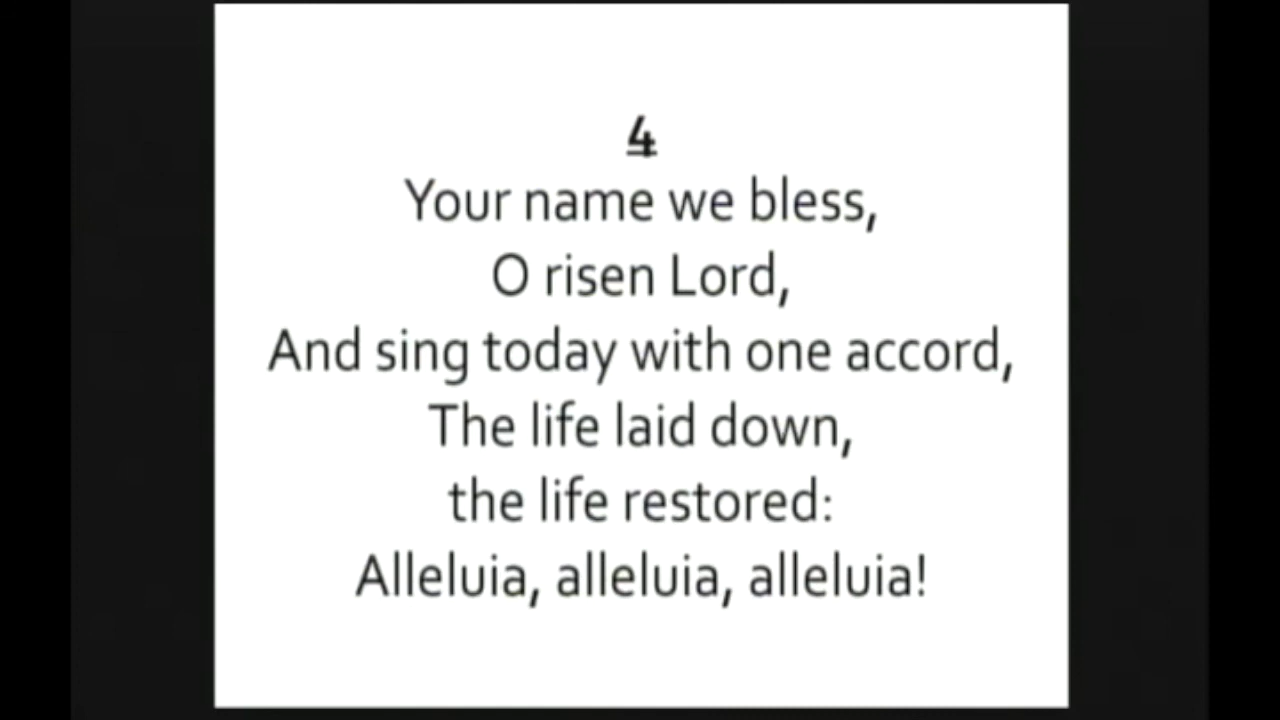 4
Your name we bless,
O risen Lord,
And sing today with one accord,
The life laid down,
the life restored:
Alleluia, alleluia, alleluia!